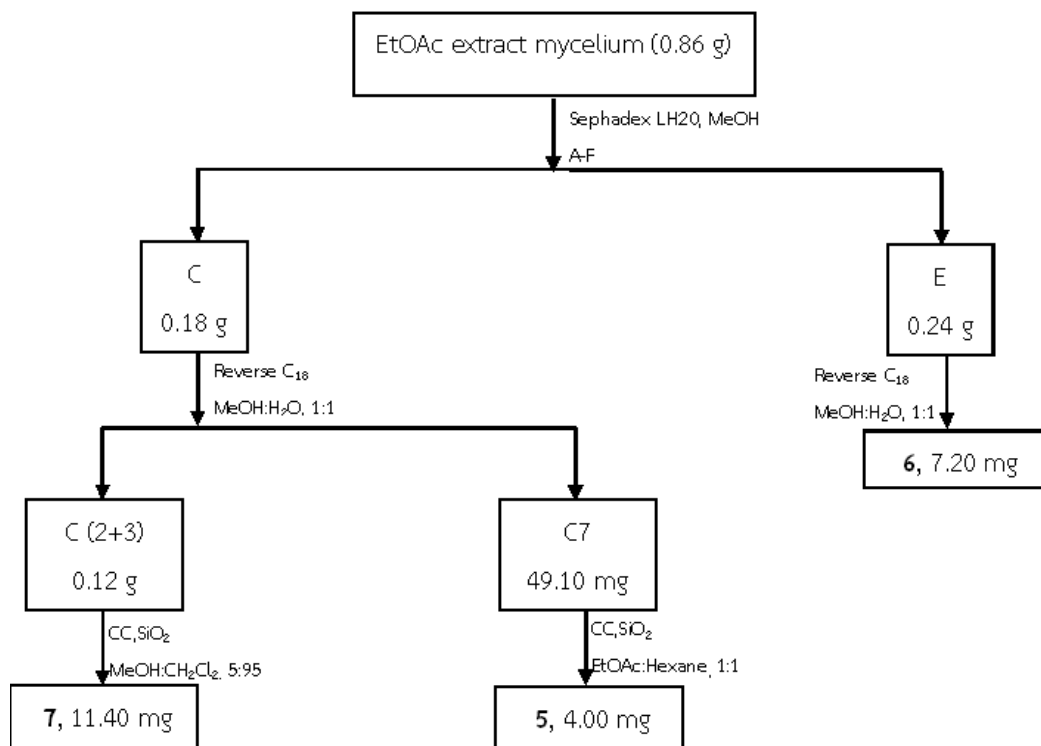 EtOAc extract mycelium (0.86 g)
Sephadex LH20, MeOH
A-F
C
0.18 g
E
0.24 g
Reverse C₁₈
MeOH:H₂O, 1:1
Reverse C₁₈
MeOH:H₂O, 1:1
6, 7.20 mg
C (2+3)
0.12 g
C7
49.10 mg
CC,SiO₂
MeOH:CH₂Cl₂, 5:95
CC,SiO₂
EtOAc:Hexane, 1:1
7, 11.40 mg
5, 4.00 mg